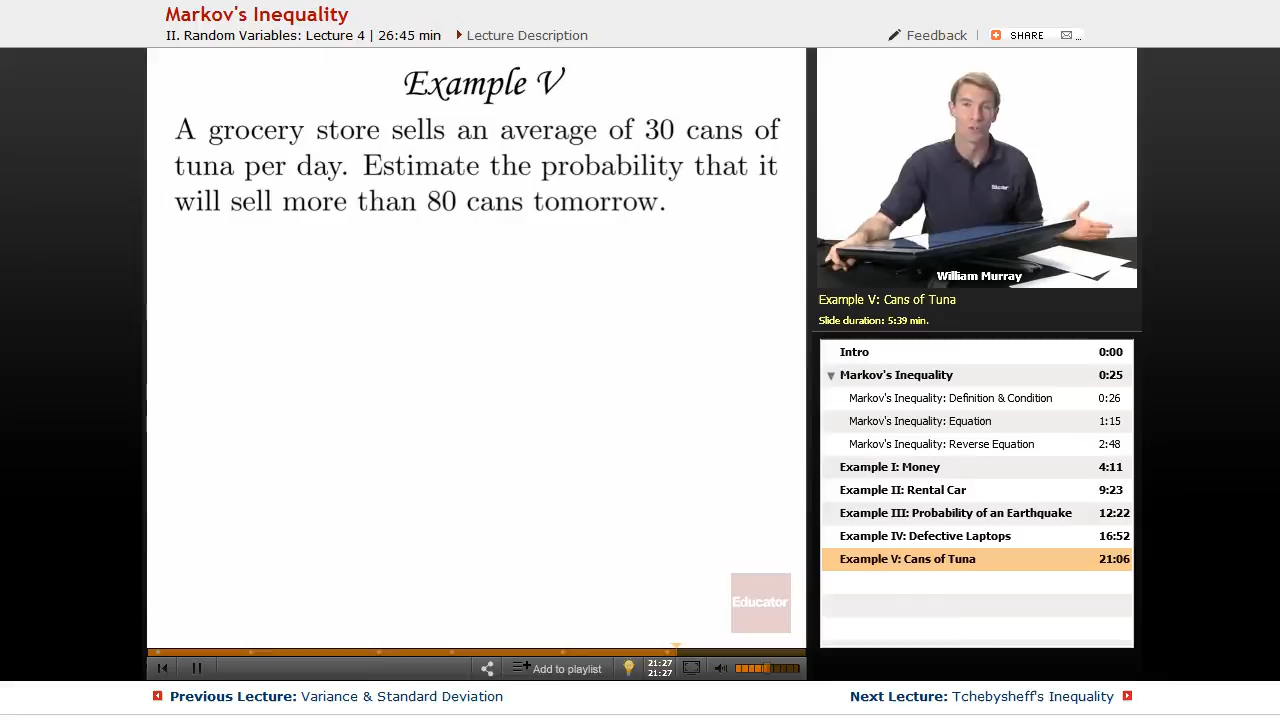 Markov's Inequality
II. Random Variables: Lecture 4 | 26:45 min
Lecture Description
Feedback
SHARE
...
Example V
A grocery store sells an average of 30 cans of
tuna per day. Estimate the probability that it
will sell more than 80 cans tomorrow.
Educator
Educator
William Murray
Example V: Cans of Tuna
Slide duration: 5:39 min.
Intro 0:00
Markov's Inequality 0:25
Markov's Inequality: Definition & Condition 0:26
Markov's Inequality: Equation 1:15
Markov's Inequality: Reverse Equation 2:48
Example I: Money 4:11
Example II: Rental Car 9:23
Example III: Probability of an Earthquake 12:22
Example IV: Defective Laptops 16:52
Example V: Cans of Tuna 21:06
Add to playlist
21:27
21:27
Previous Lecture: Variance & Standard Deviation
Next Lecture: Tchebysheff's Inequality